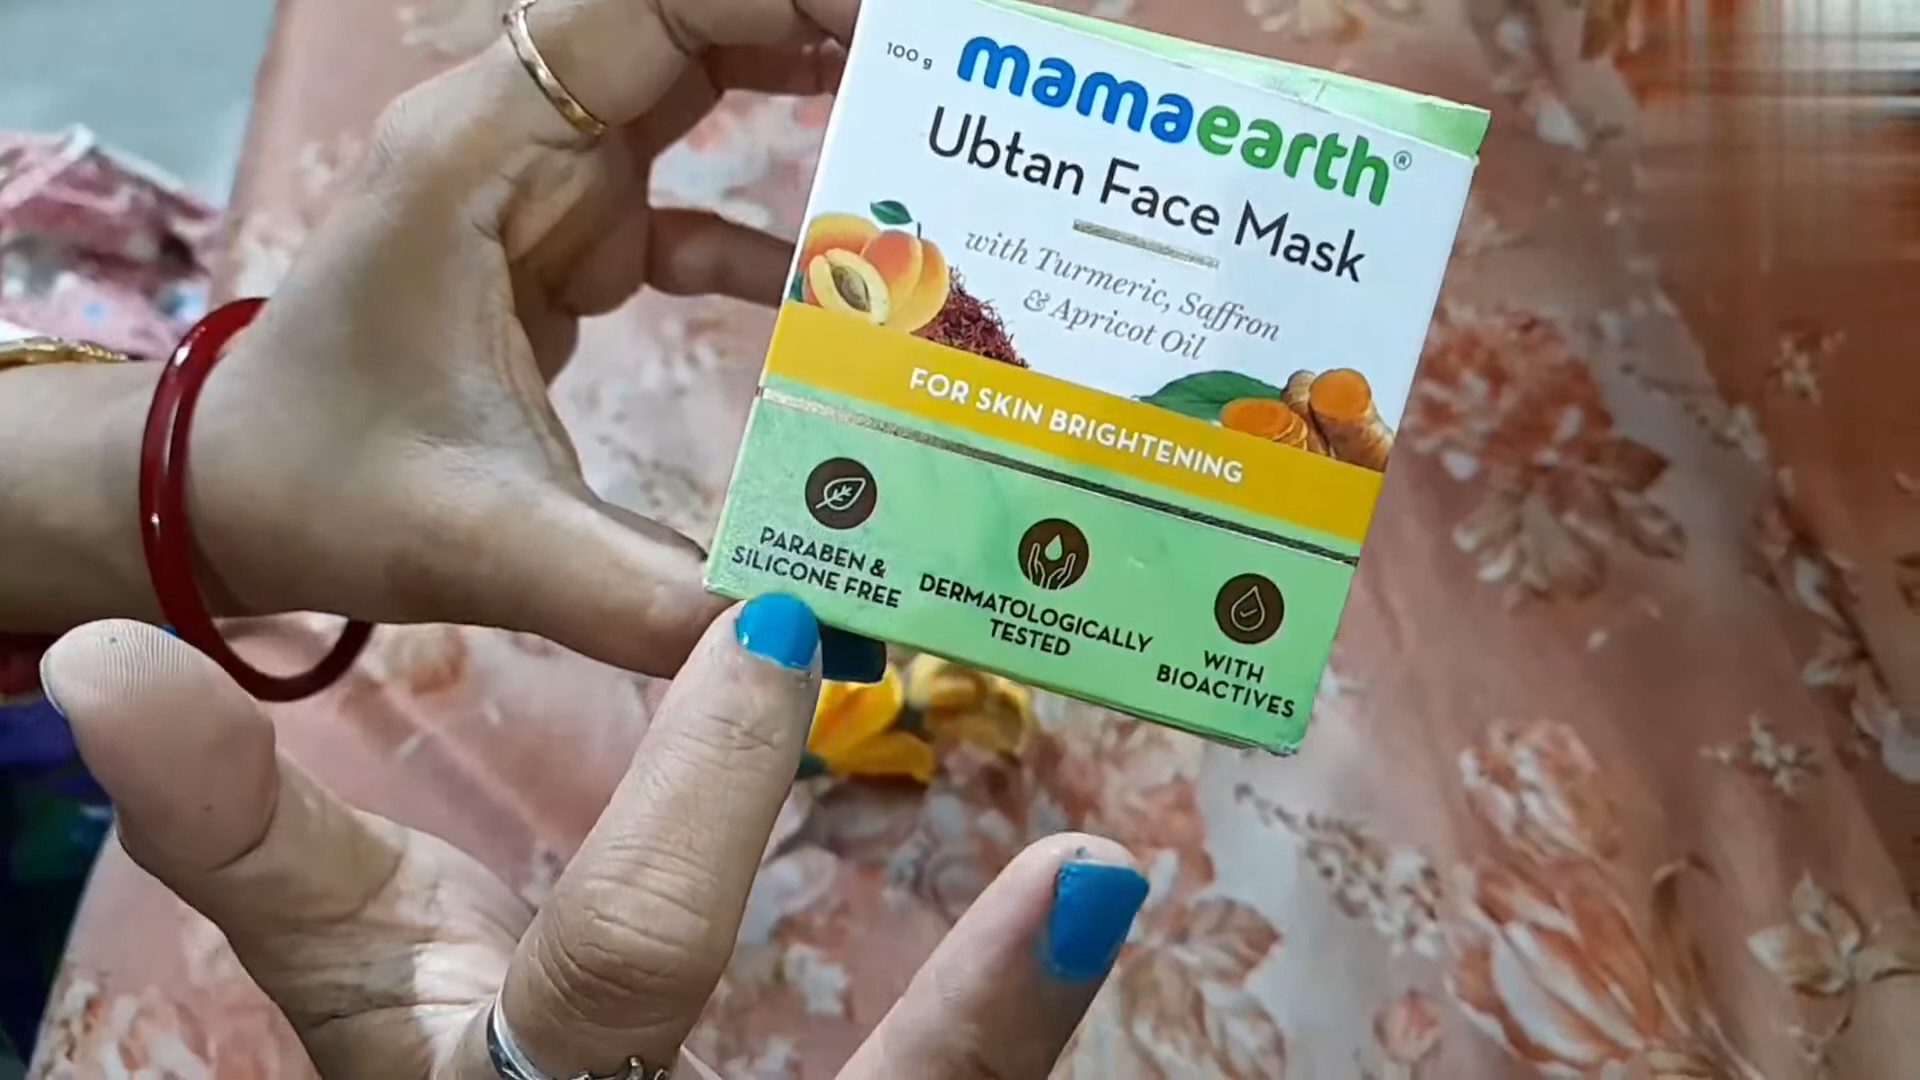 100 g
mamaearth®
Ubtan Face Mask
with Turmeric, Saffron
& Apricot Oil
FOR SKIN BRIGHTENING
PARABEN &
SILICONE FREE
DERMATOLOGICALLY
TESTED
WITH
BIOACTIVES